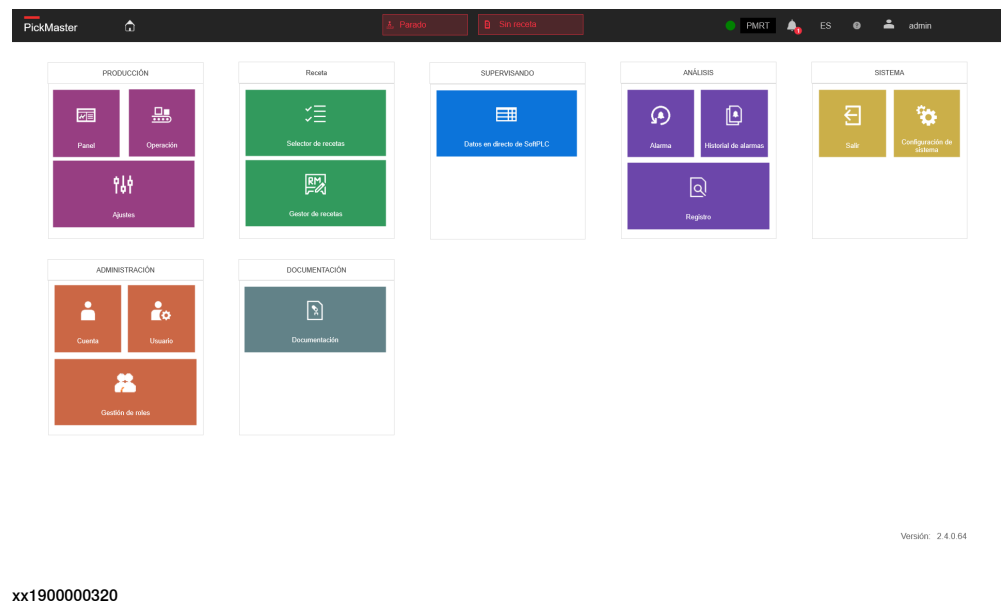 PickMaster
Parado
Sin receta
PMRT
1
ES
admin
PRODUCCIÓN
Panel
Operación
Ajustes
Receta
Selector de recetas
RM
Gestor de recetas
SUPERVISANDO
Datos en directo de SoftPLC
ANÁLISIS
Alarma
Historial de alarmas
Registro
SISTEMA
Salir
Configuración de
sistema
ADMINISTRACIÓN
Cuenta
Usuario
Gestión de roles
DOCUMENTACIÓN
Documentación
Versión: 2.4.0.64
xx1900000320